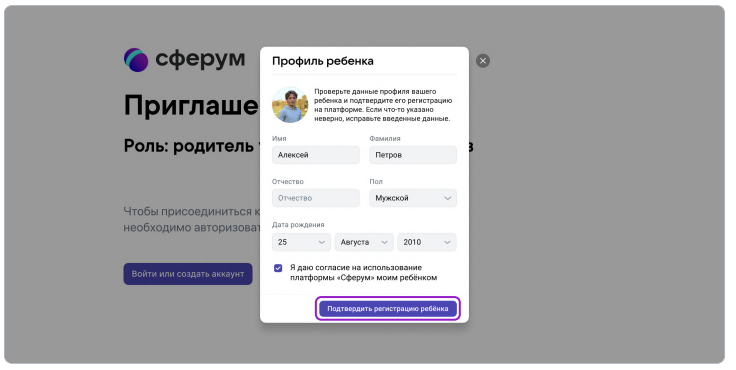 сферум
Приглаше
Роль: родитель
Чтобы присоединиться к
необходимо авторизоват
Войти или создать аккаунт
Профиль ребенка
Проверьте данные профиля вашего
ребенка и подтвердите его регистрацию
на платформе. Если что-то указано
неверно, исправьте введенные данные.
Имя
Фамилия
Алексей
Петров
Отчество
Пол
Отчество
Мужской
Дата рождения
25
Августа
2010
Я даю согласие на использование
платформы «Сферум» моим ребёнком
Подтвердить регистрацию ребёнка